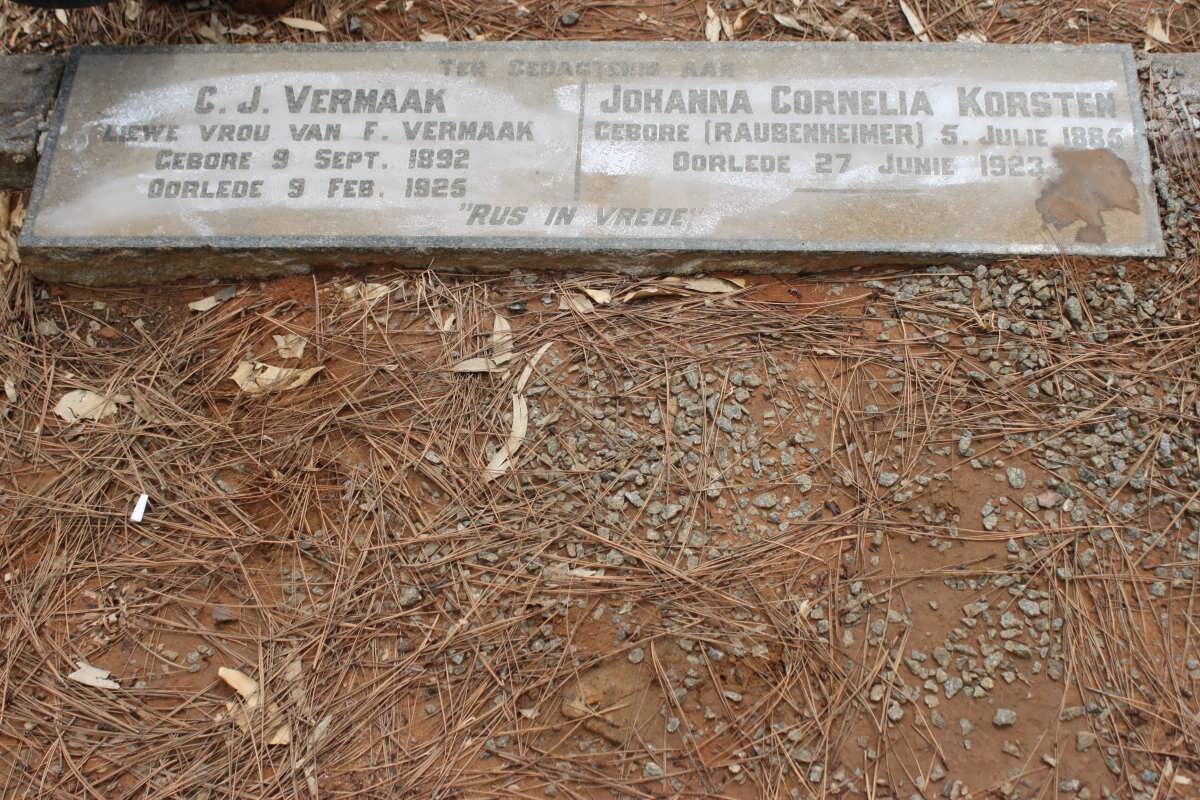 TER GEDAGTENIS AAN
C. J. VERMAAK
LIEWE VROU VAN F. VERMAAK
GEBORE 9 SEPT. 1892
OORLEDE 9 FEB. 1925
JOHANNA CORNELIA KORSTEN
GEBORE (RAUBENHEIMER) 5. JULIE 1885
OORLEDE 27 JUNIE 1923
"RUS IN VREDE"